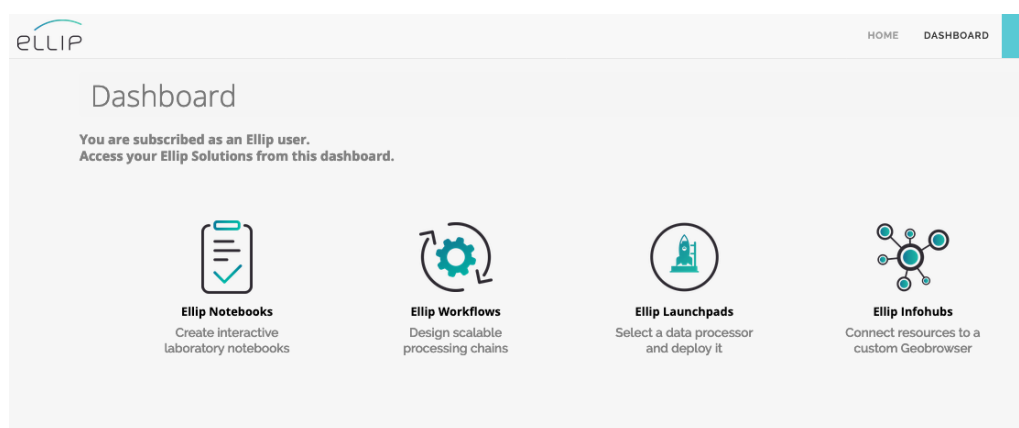 eLLIP
HOME DASHBOARD
Dashboard
You are subscribed as an Ellip user.
Access your Ellip Solutions from this dashboard.
Ellip Notebooks
Create interactive
laboratory notebooks
Ellip Workflows
Design scalable
processing chains
Ellip Launchpads
Select a data processor
and deploy it
Ellip Infohubs
Connect resources to a
custom Geobrowser